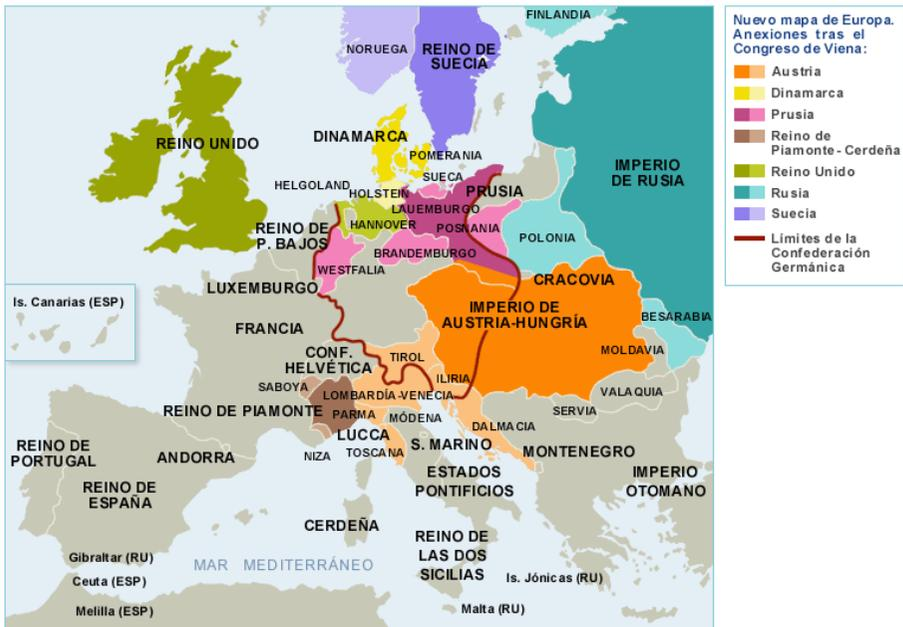 FINLANDIA
NORUEGA
REINO DE
SUECIA
REINO UNIDO
DINAMARCA
POMERANIA
SUECA
IMPERIO
DE RUSIA
HELGOLAND
HOLSTEIN
PRUSIA
LAUEMBURGO
REINO DE
P. BAJOS
HANNOVER
POSNANIA
POLONIA
BRANDEMBURGO
WESTFALIA
CRACOVIA
LUXEMBURGO
Is. Canarias (ESP)
IMPERIO DE
AUSTRIA-HUNGRÍA
BESARABIA
FRANCIA
CONF.
HELVÉTICA
TIROL
MOLDAVIA
ILIRIA
SABOYA
LOMBARDÍA-VENECIA
VALAQUIA
REINO DE PIAMONTE
PARMA
MÓDENA
SERVIA
DALMACIA
LUCCA
S. MARINO
REINO DE
PORTUGAL
ANDORRA
NIZA
TOSCANA
MONTENEGRO
ESTADOS
PONTIFICIOS
IMPERIO
OTOMANO
REINO DE
ESPAÑA
CERDEÑA
REINO DE
LAS DOS
SICILIAS
Gibraltar (RU)
MAR MEDITERRÁNEO
Ceuta (ESP)
Is. Jónicas (RU)
Melilla (ESP)
Malta (RU)
Nuevo mapa de Europa.
Anexiones tras el
Congreso de Viena:
Austria
Dinamarca
Prusia
Reino de
Piamonte-Cerdeña
Reino Unido
Rusia
Suecia
Límites de la
Confederación
Germánica